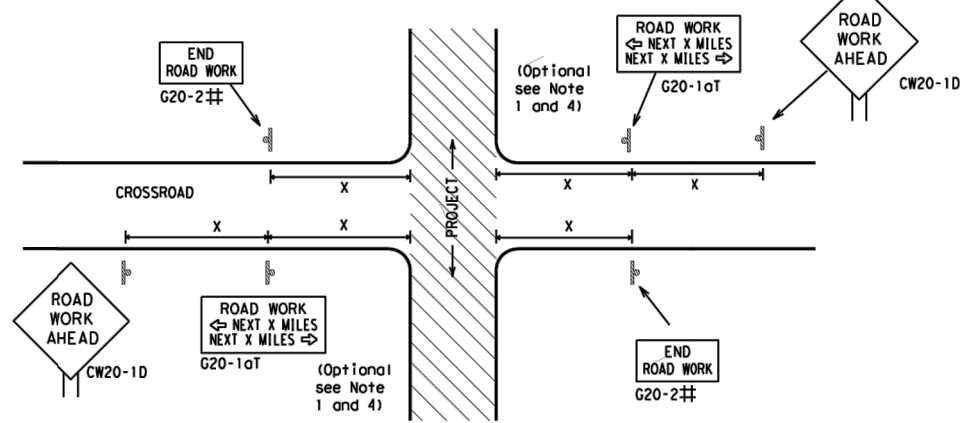 END
ROAD WORK
G20-2#
(Optional
see Note
1 and 4)
ROAD WORK
⇦ NEXT X MILES
NEXT X MILES ⇨
G20-1aT
ROAD
WORK
AHEAD
CW20-1D
X
X
X
CROSSROAD
PROJECT
X
X
X
ROAD
WORK
AHEAD
CW20-1D
ROAD WORK
⇦ NEXT X MILES
NEXT X MILES ⇨
G20-1aT
(Optional
see Note
1 and 4)
END
ROAD WORK
G20-2#